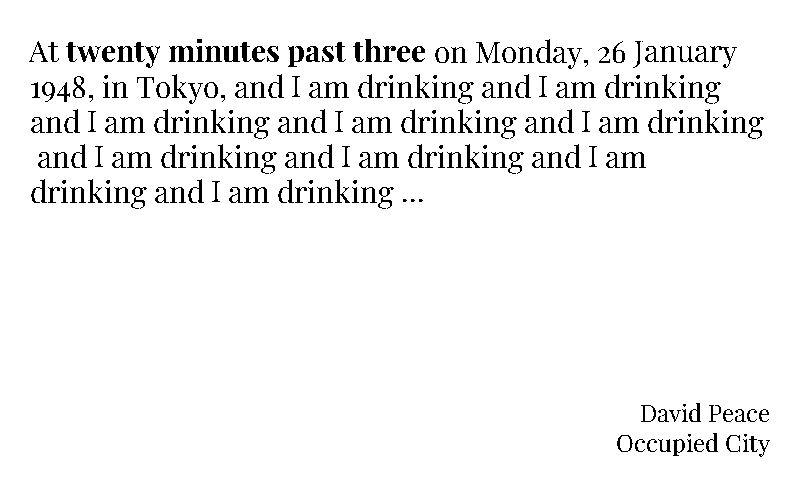 At twenty minutes past three on Monday, 26 January
1948, in Tokyo, and I am drinking and I am drinking
and I am drinking and I am drinking and I am drinking
and I am drinking and I am drinking and I am
drinking and I am drinking ...
David Peace
Occupied City